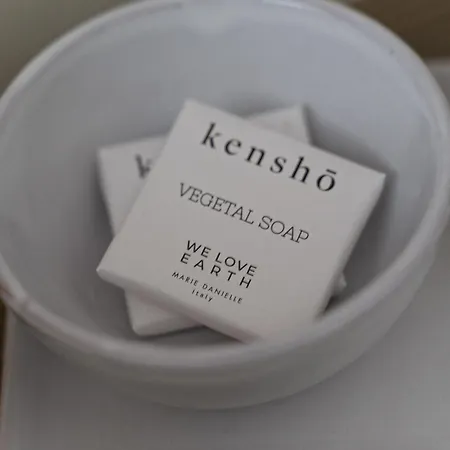 kenshō
VEGETAL SOAP
WE LOVE
EARTH
MARIE DANIELLE
italy
k